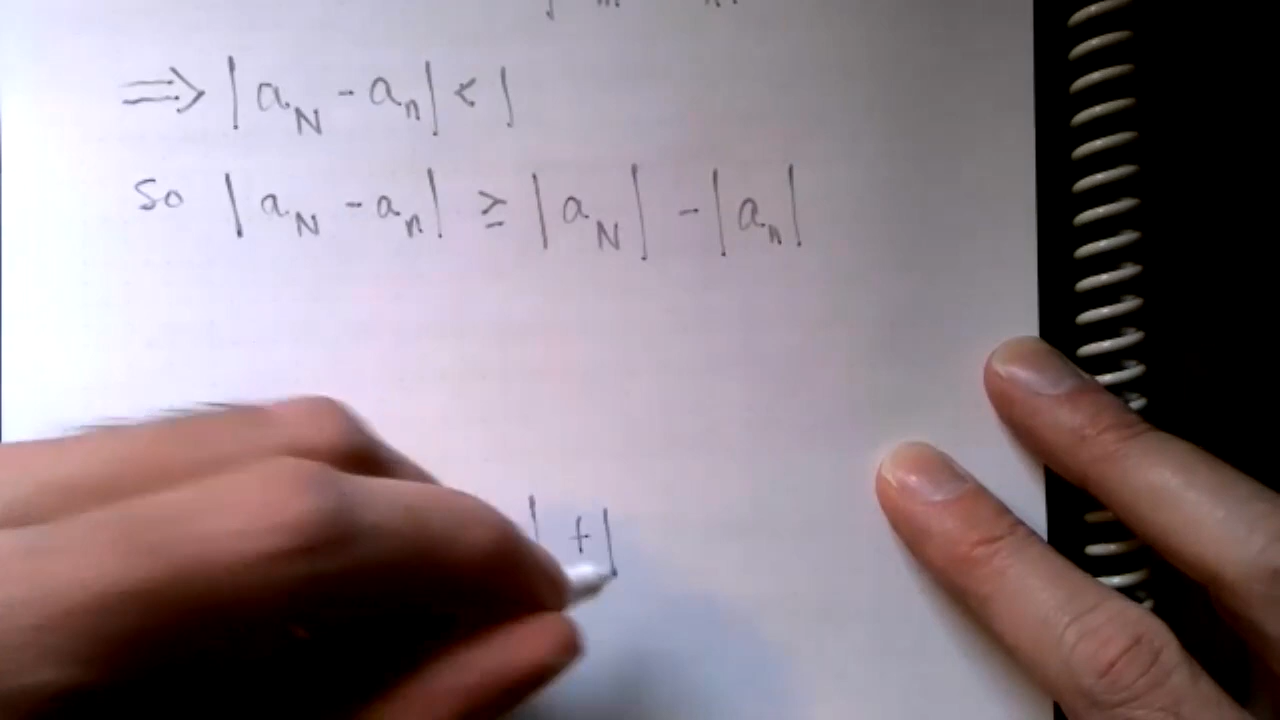 ⇒ |a_N - a_n| < 1
so |a_N - a_n| ≥ |a_N| - |a_n|
| + |